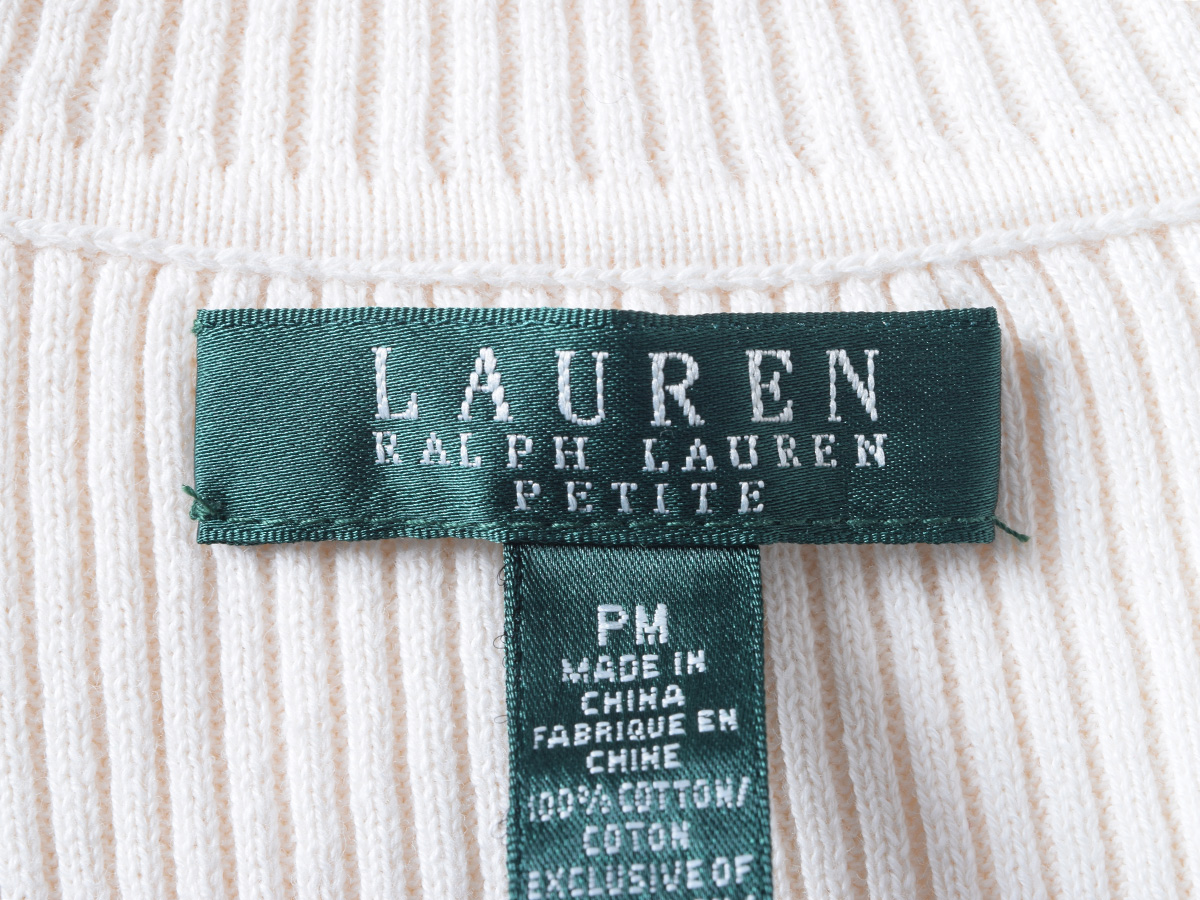 LAUREN
RALPH LAUREN
PETITE
PM
MADE IN
CHINA
FABRIQUE EN
CHINE
100% COTTON/
COTON
EXCLUSIVE OF